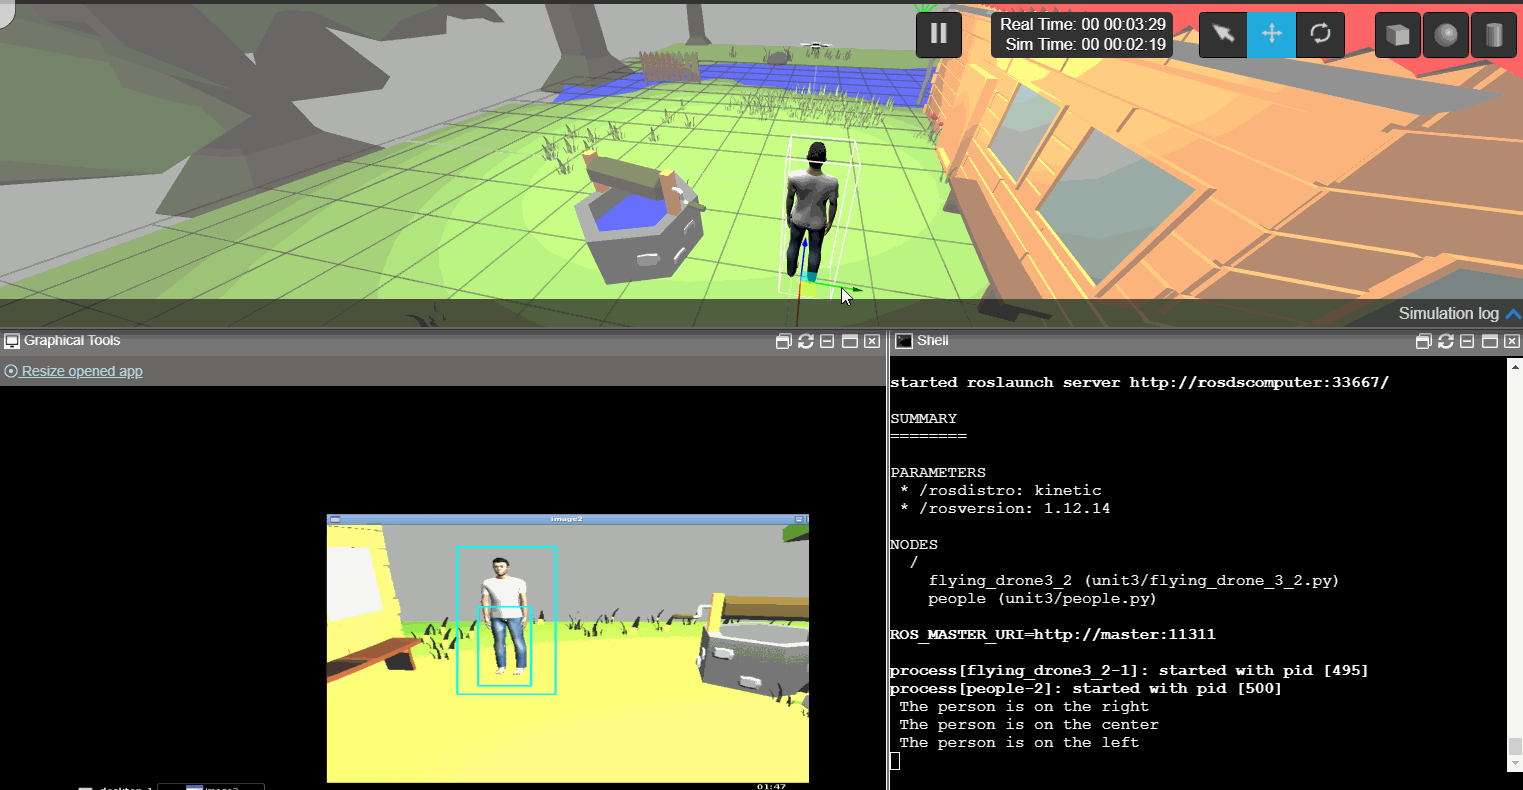 Real Time: 00 00:03:29
Sim Time: 00 00:02:19
Simulation log
Graphical Tools
Resize opened app
image2
01:47
Shell
started roslaunch server http://rosdscomputer:33667/
SUMMARY
========
PARAMETERS
* /rosdistro: kinetic
* /rosversion: 1.12.14
NODES
/
flying_drone3_2 (unit3/flying_drone_3_2.py)
people (unit3/people.py)
ROS_MASTER_URI=http://master:11311
process[flying_drone3_2-1]: started with pid [495]
process[people-2]: started with pid [500]
The person is on the right
The person is on the center
The person is on the left